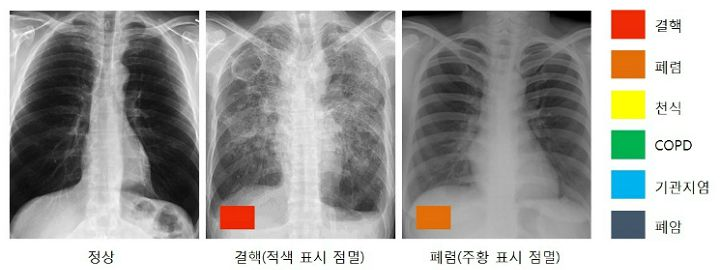 정상
결핵(적색 표시 점멸)
폐렴(주황 표시 점멸)
결핵
폐렴
천식
COPD
기관지염
폐암